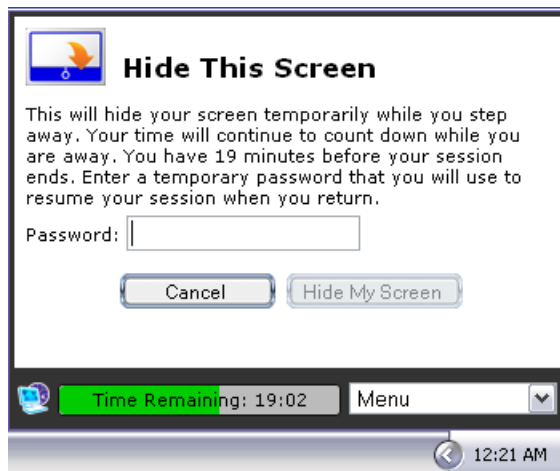 Hide This Screen
This will hide your screen temporarily while you step
away. Your time will continue to count down while you
are away. You have 19 minutes before your session
ends. Enter a temporary password that you will use to
resume your session when you return.
Password:
Cancel
Hide My Screen
Time Remaining: 19:02
Menu
12:21 AM